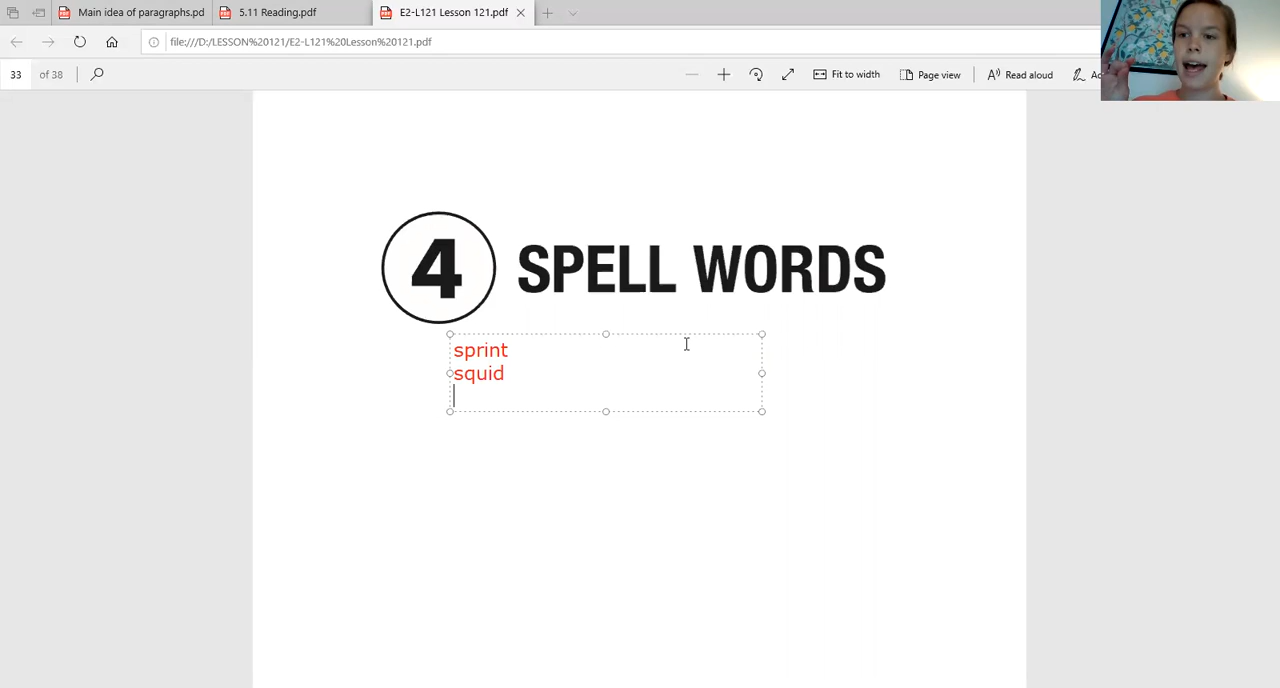 Main idea of paragraphs.pd
5.11 Reading.pdf
E2-L121 Lesson 121.pdf
file:///D:/LESSON%20121/E2-L121%20Lesson%20121.pdf
33 of 38
Fit to width
Page view
Read aloud
4 SPELL WORDS
sprint
squid